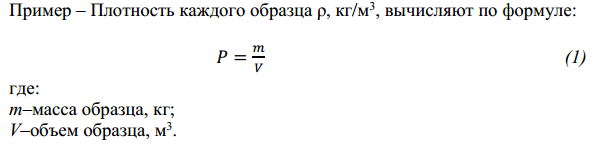 Пример – Плотность каждого образца ρ, кг/м³, вычисляют по формуле:
P = m/V (1)
где:
m–масса образца, кг;
V–объем образца, м³.